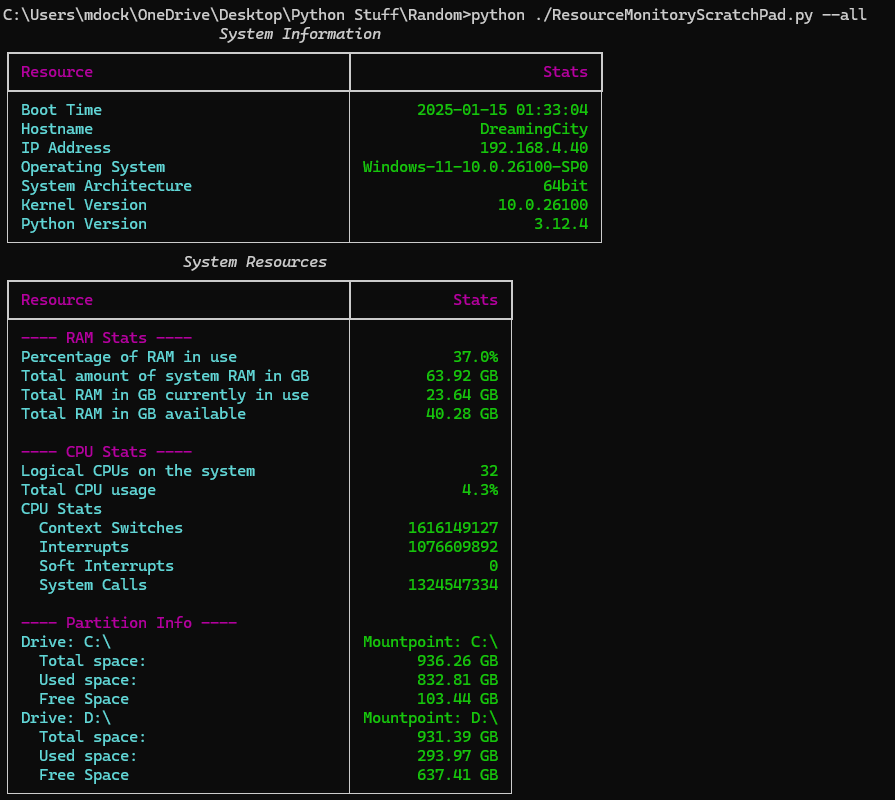 C:\Users\mdock\OneDrive\Desktop\Python Stuff\Random>python ./ResourceMonitoryScratchPad.py --all
System Information
Resource Stats
Boot Time 2025-01-15 01:33:04
Hostname DreamingCity
IP Address 192.168.4.40
Operating System Windows-11-10.0.26100-SP0
System Architecture 64bit
Kernel Version 10.0.26100
Python Version 3.12.4
System Resources
Resource Stats
---- RAM Stats ----
Percentage of RAM in use 37.0%
Total amount of system RAM in GB 63.92 GB
Total RAM in GB currently in use 23.64 GB
Total RAM in GB available 40.28 GB
---- CPU Stats ----
Logical CPUs on the system 32
Total CPU usage 4.3%
CPU Stats
Context Switches 1616149127
Interrupts 1076609892
Soft Interrupts 0
System Calls 1324547334
---- Partition Info ----
Drive: C:\ Mountpoint: C:\
Total space: 936.26 GB
Used space: 832.81 GB
Free Space 103.44 GB
Drive: D:\ Mountpoint: D:\
Total space: 931.39 GB
Used space: 293.97 GB
Free Space 637.41 GB